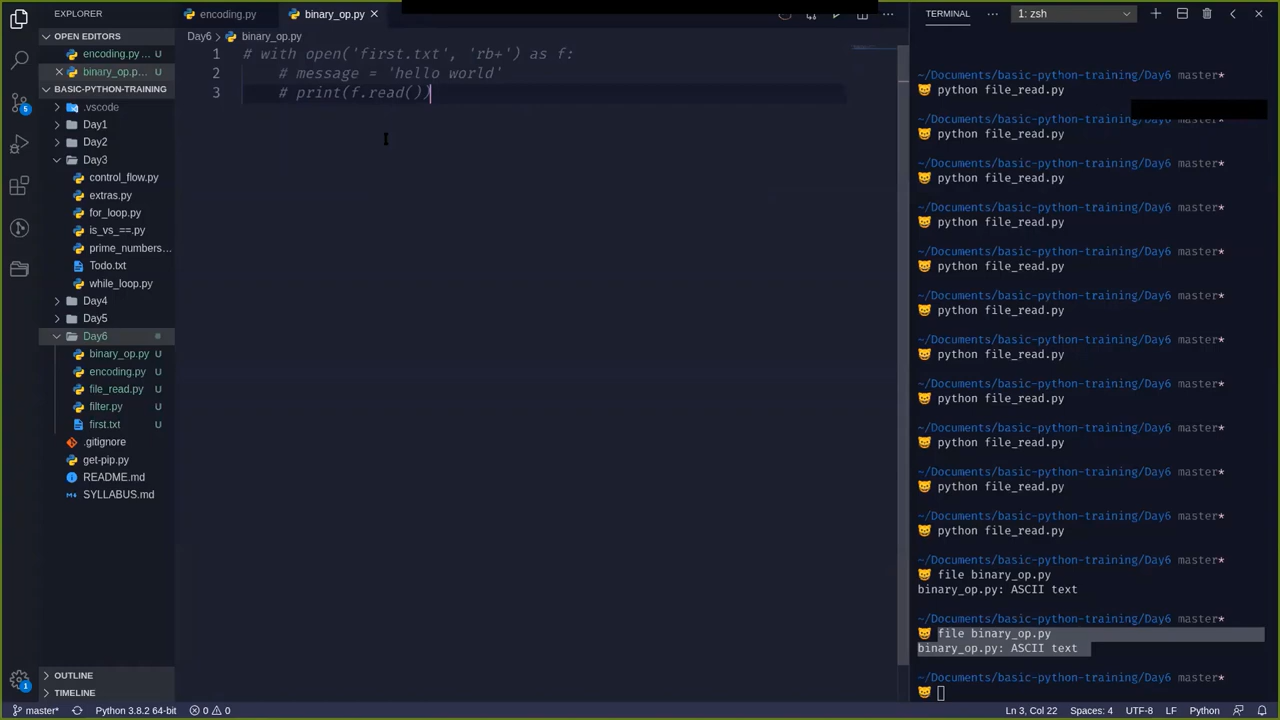 EXPLORER
OPEN EDITORS
encoding.py ...
binary_op.p...
BASIC-PYTHON-TRAINING
.vscode
Day1
Day2
Day3
control_flow.py
extras.py
for_loop.py
is_vs_==.py
prime_numbers...
Todo.txt
while_loop.py
Day4
Day5
Day6
binary_op.py U
encoding.py U
file_read.py U
filter.py U
first.txt U
.gitignore
get-pip.py
README.md
SYLLABUS.md
OUTLINE
TIMELINE
encoding.py
binary_op.py
Day6 > binary_op.py
1 # with open('first.txt', 'rb+') as f:
2 # message = 'hello world'
3 # print(f.read())
TERMINAL
1: zsh
~/Documents/basic-python-training/Day6 master*
python file_read.py
~/Documents/basic-python-training/Day6 master*
python file_read.py
~/Documents/basic-python-training/Day6 master*
python file_read.py
~/Documents/basic-python-training/Day6 master*
python file_read.py
~/Documents/basic-python-training/Day6 master*
python file_read.py
~/Documents/basic-python-training/Day6 master*
python file_read.py
~/Documents/basic-python-training/Day6 master*
python file_read.py
~/Documents/basic-python-training/Day6 master*
python file_read.py
~/Documents/basic-python-training/Day6 master*
python file_read.py
~/Documents/basic-python-training/Day6 master*
python file_read.py
~/Documents/basic-python-training/Day6 master*
python file_read.py
~/Documents/basic-python-training/Day6 master*
file binary_op.py
binary_op.py: ASCII text
~/Documents/basic-python-training/Day6 master*
file binary_op.py
binary_op.py: ASCII text
~/Documents/basic-python-training/Day6 master*
5
1
master* Python 3.8.2 64-bit 0 0 Ln 3, Col 22 Spaces: 4 UTF-8 LF Python